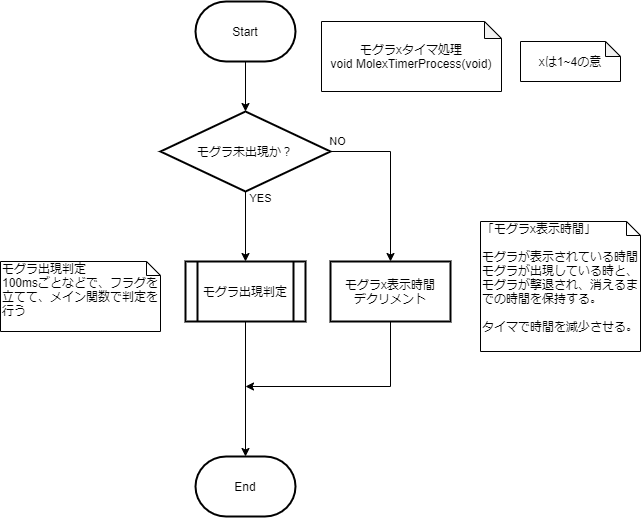 Start
モグラxタイマ処理
void MolexTimerProcess(void)
xは1~4の意
モグラ未出現か？
NO
YES
モグラ出現判定
100msごとなどで、フラグを
立てて、メイン関数で判定を
行う
モグラ出現判定
モグラx表示時間
デクリメント
「モグラx表示時間」
モグラが表示されている時間
モグラが出現している時と、
モグラが撃退され、消えるま
での時間を保持する。
タイマで時間を減少させる。
End